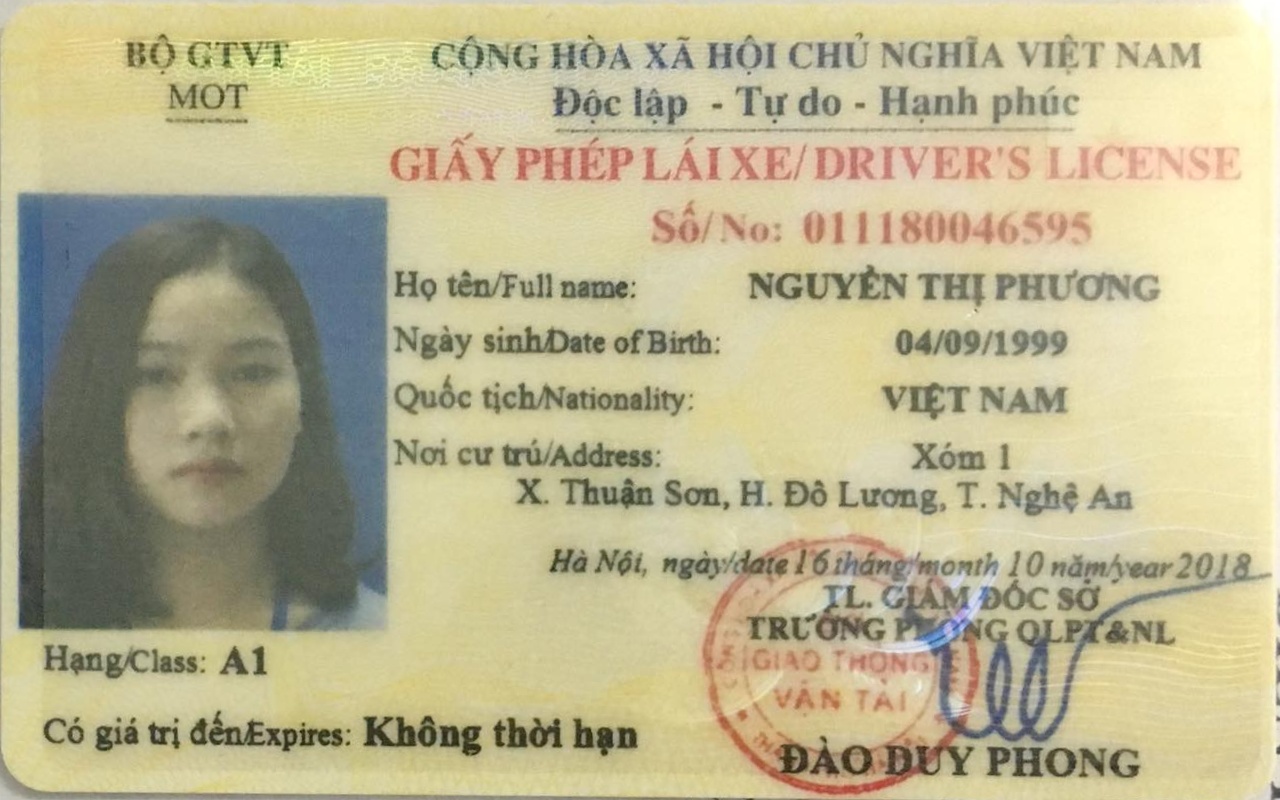 BỘ GTVT
MOT
CỘNG HÒA XÃ HỘI CHỦ NGHĨA VIỆT NAM
Độc lập - Tự do - Hạnh phúc
GIẤY PHÉP LÁI XE/DRIVER'S LICENSE
Số/No: 011180046595
Họ tên/Full name: NGUYỄN THỊ PHƯƠNG
Ngày sinh/Date of Birth: 04/09/1999
Quốc tịch/Nationality: VIỆT NAM
Nơi cư trú/Address: Xóm 1
X. Thuận Sơn, H. Đô Lương, T. Nghệ An
Hà Nội, ngày/date 16 tháng/month 10 năm/year 2018
TL. GIÁM ĐỐC SỞ
TRƯỞNG PHÒNG QLPT&NL
GIAO THÔNG
VẬN TẢI
ĐÀO DUY PHONG
Hạng/Class: A1
Có giá trị đến/Expires: Không thời hạn